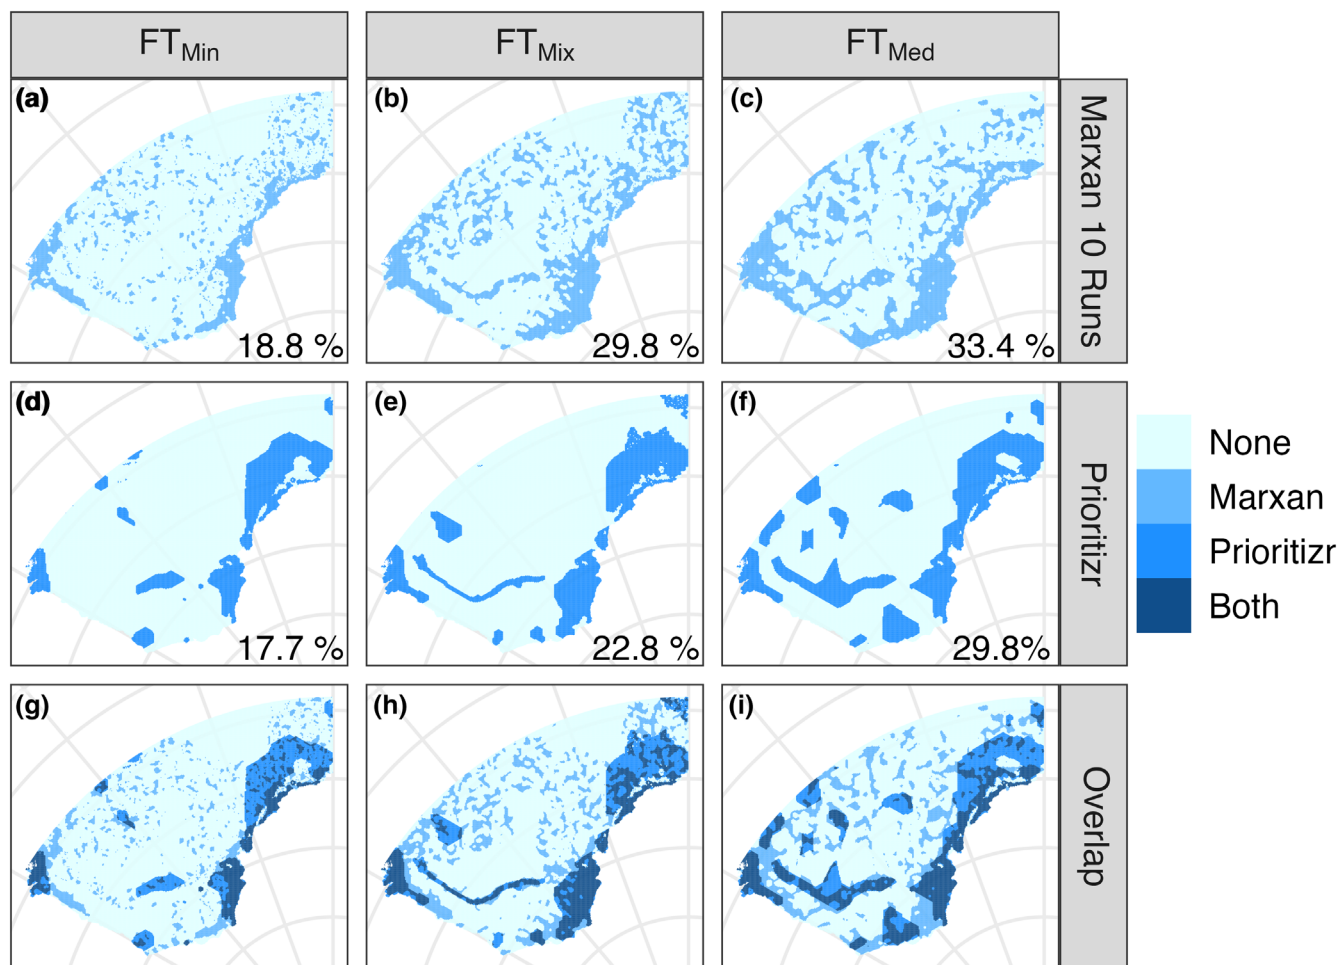 FTMin
FTMix
FTMed
(a)
(b)
(c)
Marxan 10 Runs
18.8 %
29.8 %
33.4 %
(d)
(e)
(f)
Prioritizr
17.7 %
22.8 %
29.8%
None
Marxan
Prioritizr
Both
(g)
(h)
(i)
Overlap